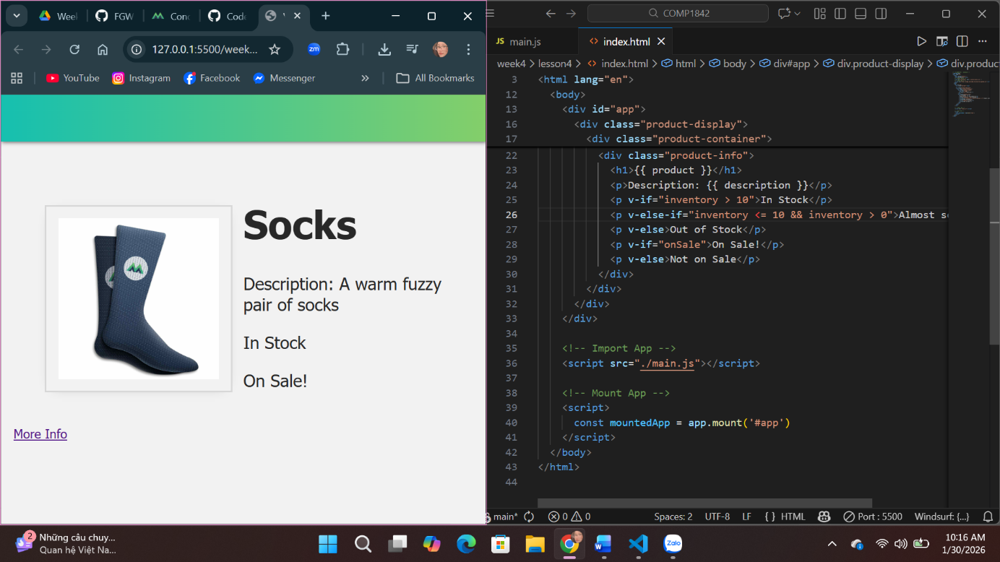 Week
FGW
Conc
Code
127.0.0.1:5500/week...
zm
YouTube
Instagram
Facebook
Messenger
All Bookmarks
Socks
Description: A warm fuzzy
pair of socks
In Stock
On Sale!
More Info
COMP1842
JS main.js
index.html
week4 > lesson4 > index.html > html > body > div#app > div.product-display > div.produc
3 <html lang="en">
12 <body>
13 <div id="app">
16 <div class="product-display">
17 <div class="product-container">
22 <div class="product-info">
23 <h1>{{ product }}</h1>
24 <p>Description: {{ description }}</p>
25 <p v-if="inventory > 10">In Stock</p>
26 <p v-else-if="inventory <= 10 && inventory > 0">Almost so
27 <p v-else>Out of Stock</p>
28 <p v-if="onSale">On Sale!</p>
29 <p v-else>Not on Sale</p>
30 </div>
31 </div>
32 </div>
33 </div>
34
35 <!-- Import App -->
36 <script src="./main.js"></script>
37
38 <!-- Mount App -->
39 <script>
40 const mountedApp = app.mount('#app')
41 </script>
42 </body>
43 </html>
44
main* 0 0 Spaces: 2 UTF-8 LF { } HTML Port : 5500 Windsurf: {...}
2
Những câu chuy...
Quan hệ Việt Na...
Zalo
10:16 AM
1/30/2026